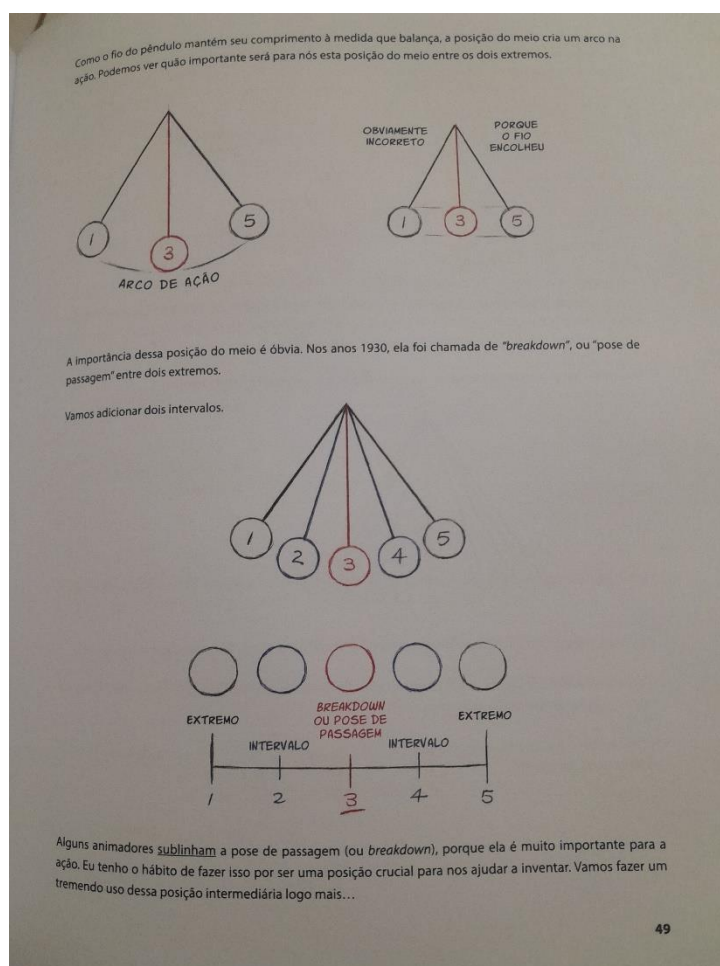 Como o fio do pêndulo mantém seu comprimento à medida que balança, a posição do meio cria um arco na
ação. Podemos ver quão importante será para nós esta posição do meio entre os dois extremos.
1
3
5
ARCO DE AÇÃO
OBVIAMENTE
INCORRETO
PORQUE
O FIO
ENCOLHEU
1
3
5
A importância dessa posição do meio é óbvia. Nos anos 1930, ela foi chamada de “breakdown”, ou “pose de
passagem” entre dois extremos.
Vamos adicionar dois intervalos.
1
2
3
4
5
EXTREMO
BREAKDOWN
OU POSE DE
PASSAGEM
EXTREMO
INTERVALO
INTERVALO
1 2 3 4 5
Alguns animadores sublinham a pose de passagem (ou breakdown), porque ela é muito importante para a
ação. Eu tenho o hábito de fazer isso por ser uma posição crucial para nos ajudar a inventar. Vamos fazer um
tremendo uso dessa posição intermediária logo mais…
49